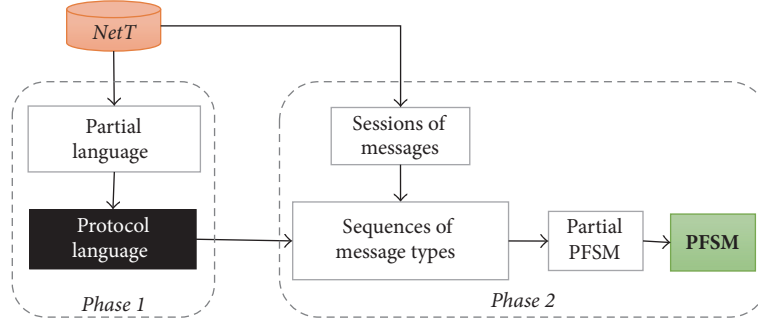 NetT
Partial
language
Protocol
language
Phase 1
Sessions of
messages
Sequences of
message types
Partial
PFSM
PFSM
Phase 2